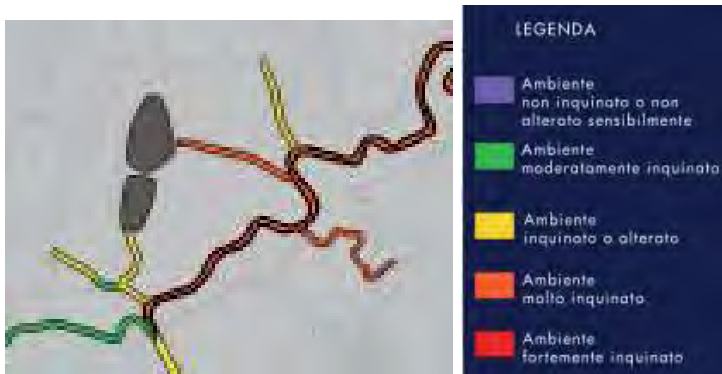 LEGENDA
Ambiente
non inquinato o non
alterato sensibilmente
Ambiente
moderatamente inquinato
Ambiente
inquinato o alterato
Ambiente
molto inquinato
Ambiente
fortemente inquinato